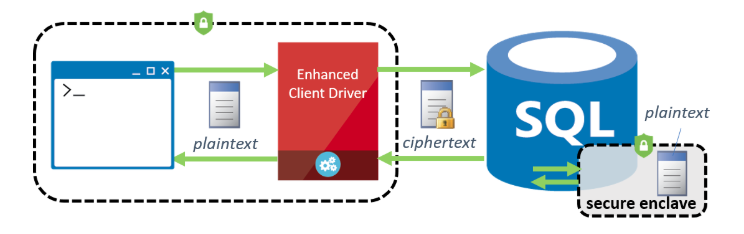 >_
Enhanced
Client Driver
plaintext
ciphertext
SQL
plaintext
secure enclave